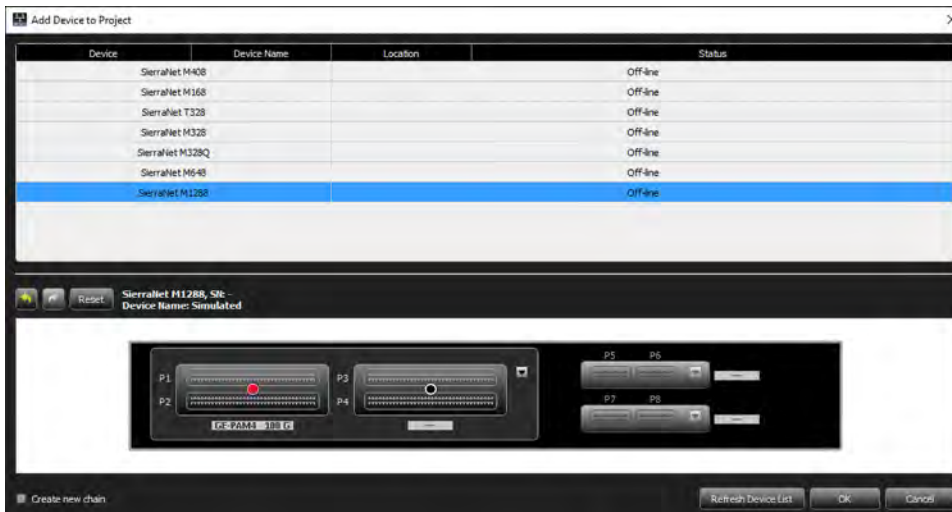 Add Device to Project
Device Device Name Location Status
SierraNet M408 Off-line
SierraNet M168 Off-line
SierraNet T328 Off-line
SierraNet M328 Off-line
SierraNet M328Q Off-line
SierraNet M648 Off-line
SierraNet M1288 Off-line
Reset
SierraNet M1288, SN: -
Device Name: Simulated
P1 P3 P5 P6
P2 P4 P7 P8
GE-PAM4 100 G
Create new chain Refresh Device List OK Cancel